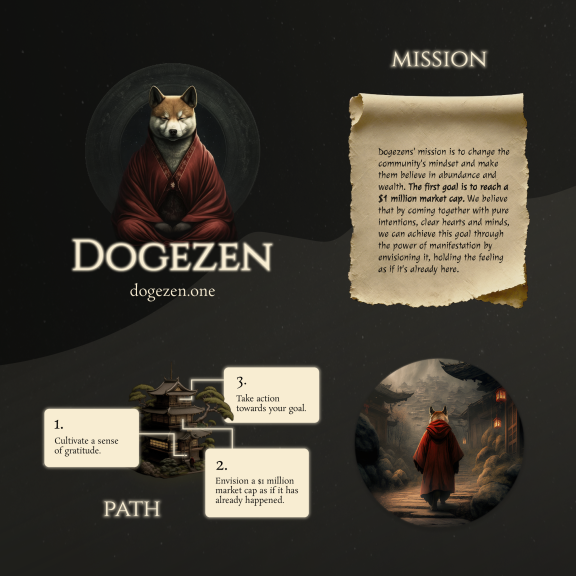 DOGEZEN
dogezen.one
MISSION
Dogezens' mission is to change the
community's mindset and make
them believe in abundance and
wealth. The first goal is to reach a
$1 million market cap. We believe
that by coming together with pure
intentions, clear hearts and minds,
we can achieve this goal through
the power of manifestation by
envisioning it, holding the feeling
as if it's already here.
1.
Cultivate a sense
of gratitude.
2.
Envision a $1 million
market cap as if it has
already happened.
3.
Take action
towards your goal.
PATH